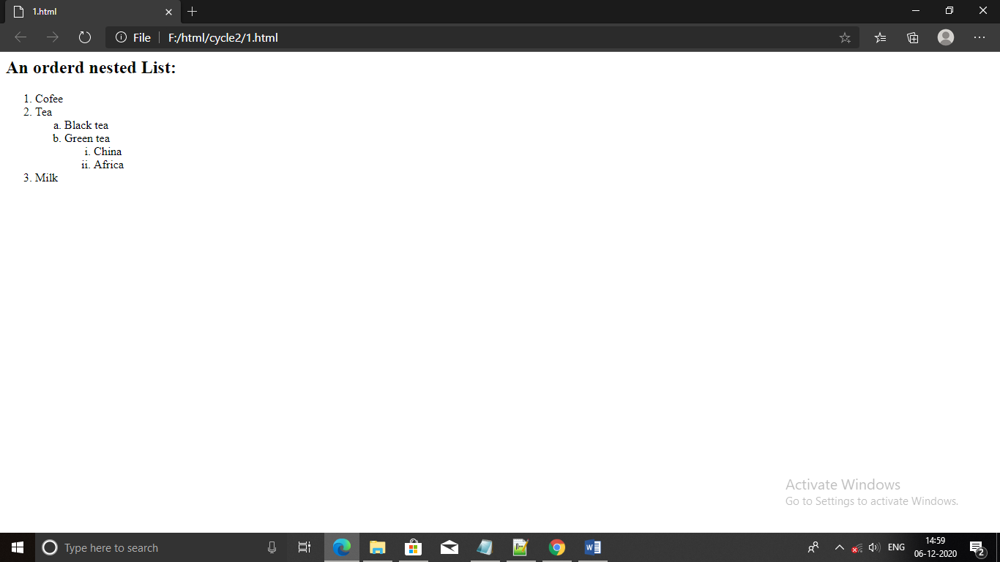 1.html
File F:/html/cycle2/1.html
An orderd nested List:
1. Cofee
2. Tea
a. Black tea
b. Green tea
i. China
ii. Africa
3. Milk
Activate Windows
Go to Settings to activate Windows.
Type here to search
ENG
14:59
06-12-2020
2